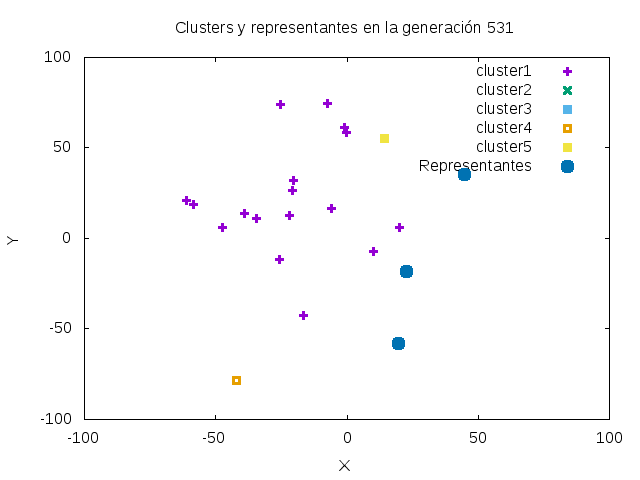 Clusters y representantes en la generación 531
100
50
0
-50
-100
-100
-50
0
50
100
Y
X
cluster1
cluster2
cluster3
cluster4
cluster5
Representantes